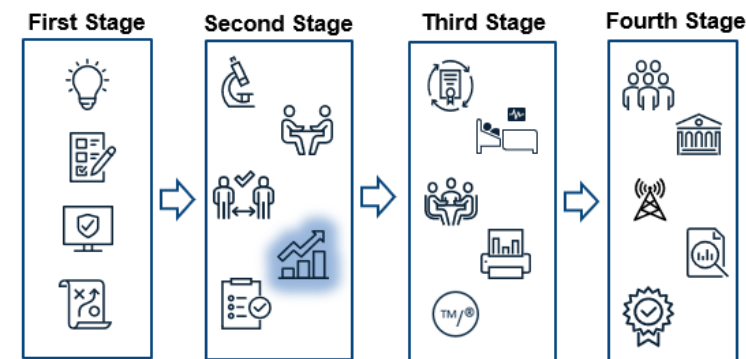 First Stage
Second Stage
Third Stage
Fourth Stage
TM/®